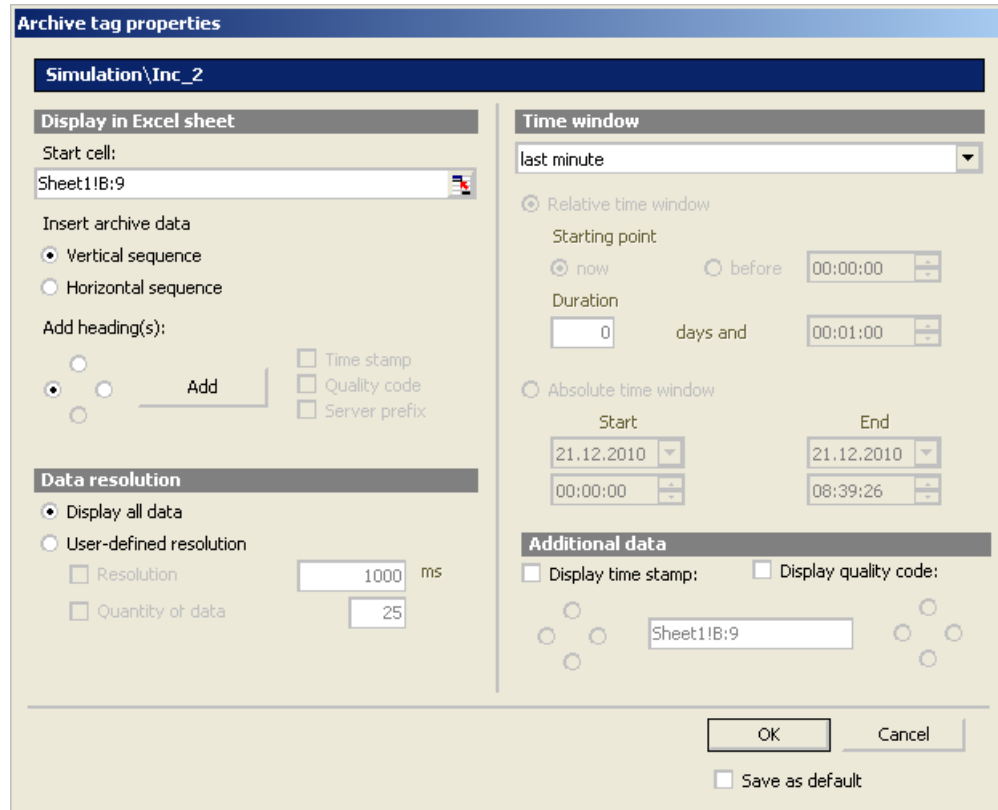 Archive tag properties
Simulation\Inc_2
Display in Excel sheet
Start cell:
Sheet1!B:9
Insert archive data
Vertical sequence
Horizontal sequence
Add heading(s):
Add
Time stamp
Quality code
Server prefix
Data resolution
Display all data
User-defined resolution
Resolution
1000 ms
Quantity of data
25
Time window
last minute
Relative time window
Starting point
now before 00:00:00
Duration
0 days and 00:01:00
Absolute time window
Start End
21.12.2010 21.12.2010
00:00:00 08:39:26
Additional data
Display time stamp: Display quality code:
Sheet1!B:9
OK Cancel
Save as default